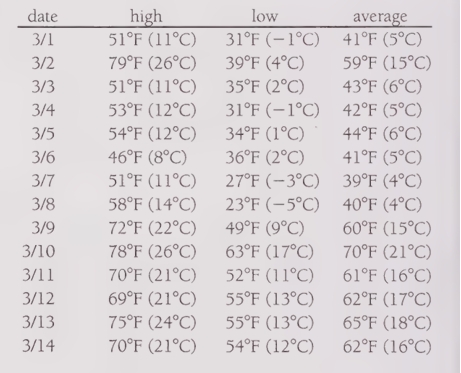 date high low average
3/1 51°F (11°C) 31°F (−1°C) 41°F (5°C)
3/2 79°F (26°C) 39°F (4°C) 59°F (15°C)
3/3 51°F (11°C) 35°F (2°C) 43°F (6°C)
3/4 53°F (12°C) 31°F (−1°C) 42°F (5°C)
3/5 54°F (12°C) 34°F (1°C) 44°F (6°C)
3/6 46°F (8°C) 36°F (2°C) 41°F (5°C)
3/7 51°F (11°C) 27°F (−3°C) 39°F (4°C)
3/8 58°F (14°C) 23°F (−5°C) 40°F (4°C)
3/9 72°F (22°C) 49°F (9°C) 60°F (15°C)
3/10 78°F (26°C) 63°F (17°C) 70°F (21°C)
3/11 70°F (21°C) 52°F (11°C) 61°F (16°C)
3/12 69°F (21°C) 55°F (13°C) 62°F (17°C)
3/13 75°F (24°C) 55°F (13°C) 65°F (18°C)
3/14 70°F (21°C) 54°F (12°C) 62°F (16°C)